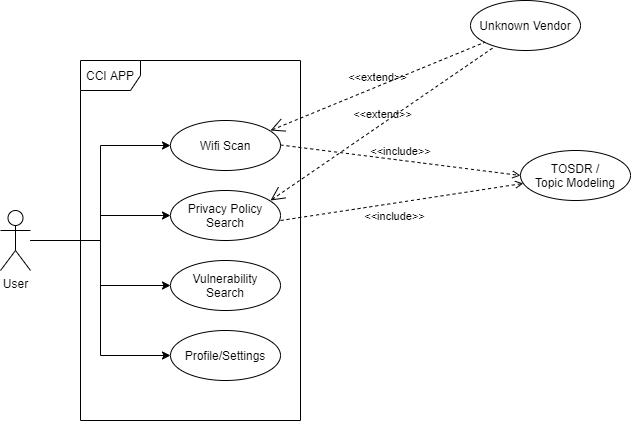 Unknown Vendor
CCI APP
<<extend>>
<<extend>>
Wifi Scan
<<include>>
TOSDR /
Topic Modeling
Privacy Policy
Search
<<include>>
User
Vulnerability
Search
Profile/Settings